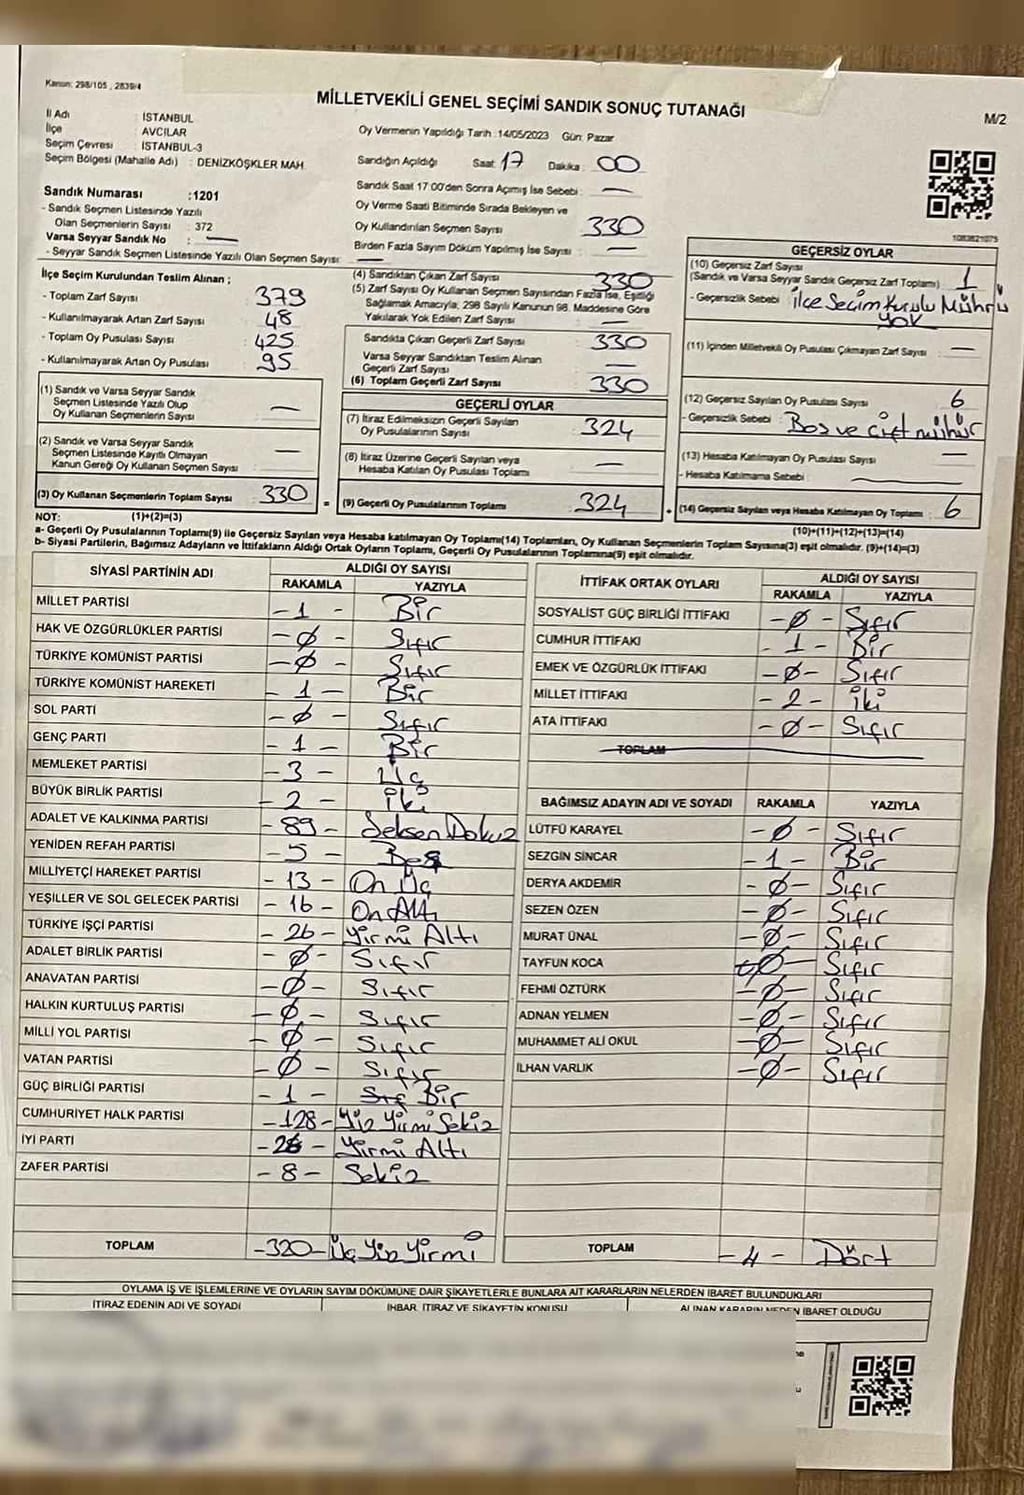 Kanun: 298/105 , 2839/4
MİLLETVEKİLİ GENEL SEÇİMİ SANDIK SONUÇ TUTANAĞI
M/2
İl Adı : İSTANBUL
İlçe : AVCILAR
Seçim Çevresi : İSTANBUL-3
Seçim Bölgesi (Mahalle Adı) : DENİZKÖŞKLER MAH.
Sandık Numarası :1201
- Sandık Seçmen Listesinde Yazılı
Olan Seçmenlerin Sayısı : 372
Varsa Seyyar Sandık No : —
- Seyyar Sandık Seçmen Listesinde Yazılı Olan Seçmen Sayısı: —
Oy Vermenin Yapıldığı Tarih :14/05/2023 Gün: Pazar
Sandığın Açıldığı Saat: 17 Dakika : 00
Sandık Saat 17:00'den Sonra Açımış İse Sebebi : —
Oy Verme Saati Bitiminde Sırada Bekleyen ve
Oy Kullandırılan Seçmen Sayısı : 330
Birden Fazla Sayım Döküm Yapılmış İse Sayısı : —
1083821075
İlçe Seçim Kurulundan Teslim Alınan ;
- Toplam Zarf Sayısı : 379
- Kullanılmayarak Artan Zarf Sayısı : 48
- Toplam Oy Pusulası Sayısı : 425
- Kullanılmayarak Artan Oy Pusulası : 95
(1) Sandık ve Varsa Seyyar Sandık
Seçmen Listesinde Yazılı Olup
Oy Kullanan Seçmenlerin Sayısı : —
(2) Sandık ve Varsa Seyyar Sandık
Seçmen Listesinde Kayıtlı Olmayan
Kanun Gereği Oy Kullanan Seçmen Sayısı : —
(3) Oy Kullanan Seçmenlerin Toplam Sayısı : 330
(1)+(2)=(3)
(4) Sandıktan Çıkan Zarf Sayısı : 330
(5) Zarf Sayısı Oy Kullanan Seçmen Sayısından Fazla İse, Eşitliği
Sağlamak Amacıyla; 298 Sayılı Kanunun 98. Maddesine Göre
Yakılarak Yok Edilen Zarf Sayısı : —
Sandıkta Çıkan Geçerli Zarf Sayısı : 330
Varsa Seyyar Sandıktan Teslim Alınan
Geçerli Zarf Sayısı : —
(6) Toplam Geçerli Zarf Sayısı : 330
GEÇERLİ OYLAR
(7) İtiraz Edilmeksizin Geçerli Sayılan
Oy Pusulalarının Sayısı : 324
(8) İtiraz Üzerine Geçerli Sayılan veya
Hesaba Katılan Oy Pusulası Toplamı : —
= (9) Geçerli Oy Pusulalarının Toplamı : 324
GEÇERSİZ OYLAR
(10) Geçersiz Zarf Sayısı
(Sandık ve Varsa Seyyar Sandık Geçersiz Zarf Toplamı) : 1
- Geçersizlik Sebebi : İlçe Seçim Kurulu Mührü
Yok
(11) İçinden Milletvekili Oy Pusulası Çıkmayan Zarf Sayısı : —
(12) Geçersiz Sayılan Oy Pusulası Sayısı : 6
- Geçersizlik Sebebi : Boş ve Çift mühür
(13) Hesaba Katılmayan Oy Pusulası Sayısı : —
- Hesaba Katılmama Sebebi : —
+ (14) Geçersiz Sayılan veya Hesaba Katılmayan Oy Toplamı : 6
(10)+(11)+(12)+(13)=(14)
NOT:
a- Geçerli Oy Pusulalarının Toplamı(9) ile Geçersiz Sayılan veya Hesaba katılmayan Oy Toplamı(14) Toplamları, Oy Kullanan Seçmenlerin Toplam Sayısına(3) eşit olmalıdır. (9)+(14)=(3)
b- Siyasi Partilerin, Bağımsız Adayların ve İttifakların Aldığı Ortak Oyların Toplamı, Geçerli Oy Pusulalarının Toplamına(9) eşit olmalıdır.
SİYASİ PARTİNİN ADI ALDIĞI OY SAYISI
RAKAMLA YAZIYLA
MİLLET PARTİSİ - 1 - Bir
HAK VE ÖZGÜRLÜKLER PARTİSİ - 0 - Sıfır
TÜRKİYE KOMÜNİST PARTİSİ - 0 - Sıfır
TÜRKİYE KOMÜNİST HAREKETİ - 1 - Bir
SOL PARTİ - 0 - Sıfır
GENÇ PARTİ - 1 - Bir
MEMLEKET PARTİSİ - 3 - Üç
BÜYÜK BİRLİK PARTİSİ - 2 - İki
ADALET VE KALKINMA PARTİSİ - 89 - Seksen Dokuz
YENİDEN REFAH PARTİSİ - 5 - Beş
MİLLİYETÇİ HAREKET PARTİSİ - 13 - On Üç
YEŞİLLER VE SOL GELECEK PARTİSİ - 16 - On Altı
TÜRKİYE İŞÇİ PARTİSİ - 26 - Yirmi Altı
ADALET BİRLİK PARTİSİ - 0 - Sıfır
ANAVATAN PARTİSİ - 0 - Sıfır
HALKIN KURTULUŞ PARTİSİ - 0 - Sıfır
MİLLİ YOL PARTİSİ - 0 - Sıfır
VATAN PARTİSİ - 0 - Sıfır
GÜÇ BİRLİĞİ PARTİSİ - 1 - Bir
CUMHURİYET HALK PARTİSİ - 128 - Yüz Yirmi Sekiz
İYİ PARTİ - 26 - Yirmi Altı
ZAFER PARTİSİ - 8 - Sekiz
TOPLAM - 320 - Üç Yüz Yirmi
İTTİFAK ORTAK OYLARI ALDIĞI OY SAYISI
RAKAMLA YAZIYLA
SOSYALİST GÜÇ BİRLİĞİ İTTİFAKI - 0 - Sıfır
CUMHUR İTTİFAKI - 1 - Bir
EMEK VE ÖZGÜRLÜK İTTİFAKI - 0 - Sıfır
MİLLET İTTİFAKI - 2 - İki
ATA İTTİFAKI - 0 - Sıfır
TOPLAM
BAĞIMSIZ ADAYIN ADI VE SOYADI RAKAMLA YAZIYLA
LÜTFÜ KARAYEL - 0 - Sıfır
SEZGİN SİNCAR - 1 - Bir
DERYA AKDEMİR - 0 - Sıfır
SEZEN ÖZEN - 0 - Sıfır
MURAT ÜNAL - 0 - Sıfır
TAYFUN KOCA - 0 - Sıfır
FEHMİ ÖZTÜRK - 0 - Sıfır
ADNAN YELMEN - 0 - Sıfır
MUHAMMET ALİ OKUL - 0 - Sıfır
İLHAN VARLIK - 0 - Sıfır
TOPLAM - 4 - Dört
OYLAMA İŞ VE İŞLEMLERİNE VE OYLARIN SAYIM DÖKÜMÜNE DAİR ŞİKAYETLERLE BUNLARA AİT KARARLARIN NELERDEN İBARET BULUNDUKLARI
İTİRAZ EDENİN ADI VE SOYADI İHBAR, İTİRAZ VE ŞİKAYETİN KONUSU ALINAN KARARIN NEDEN İBARET OLDUĞU